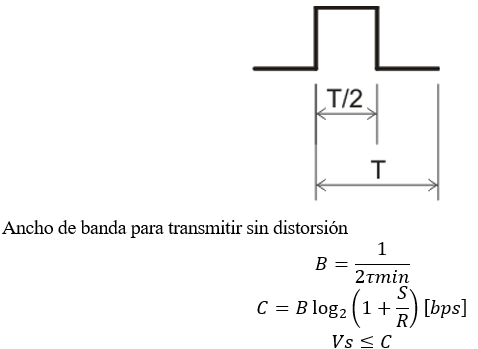 T/2
T
Ancho de banda para transmitir sin distorsión
B = 1 / 2τmin
C = B log₂ (1 + S/R) [bps]
Vs ≤ C